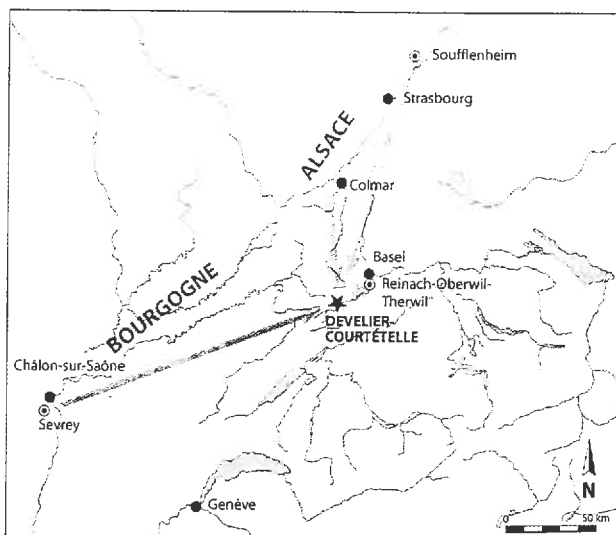 Soufflenheim
Strasbourg
ALSACE
Colmar
Basel
Reinach-Oberwil-
Therwil
BOURGOGNE
DEVELIER-
COURTÉTELLE
Châlon-sur-Saône
Sevrey
Genève
N
0 50 km